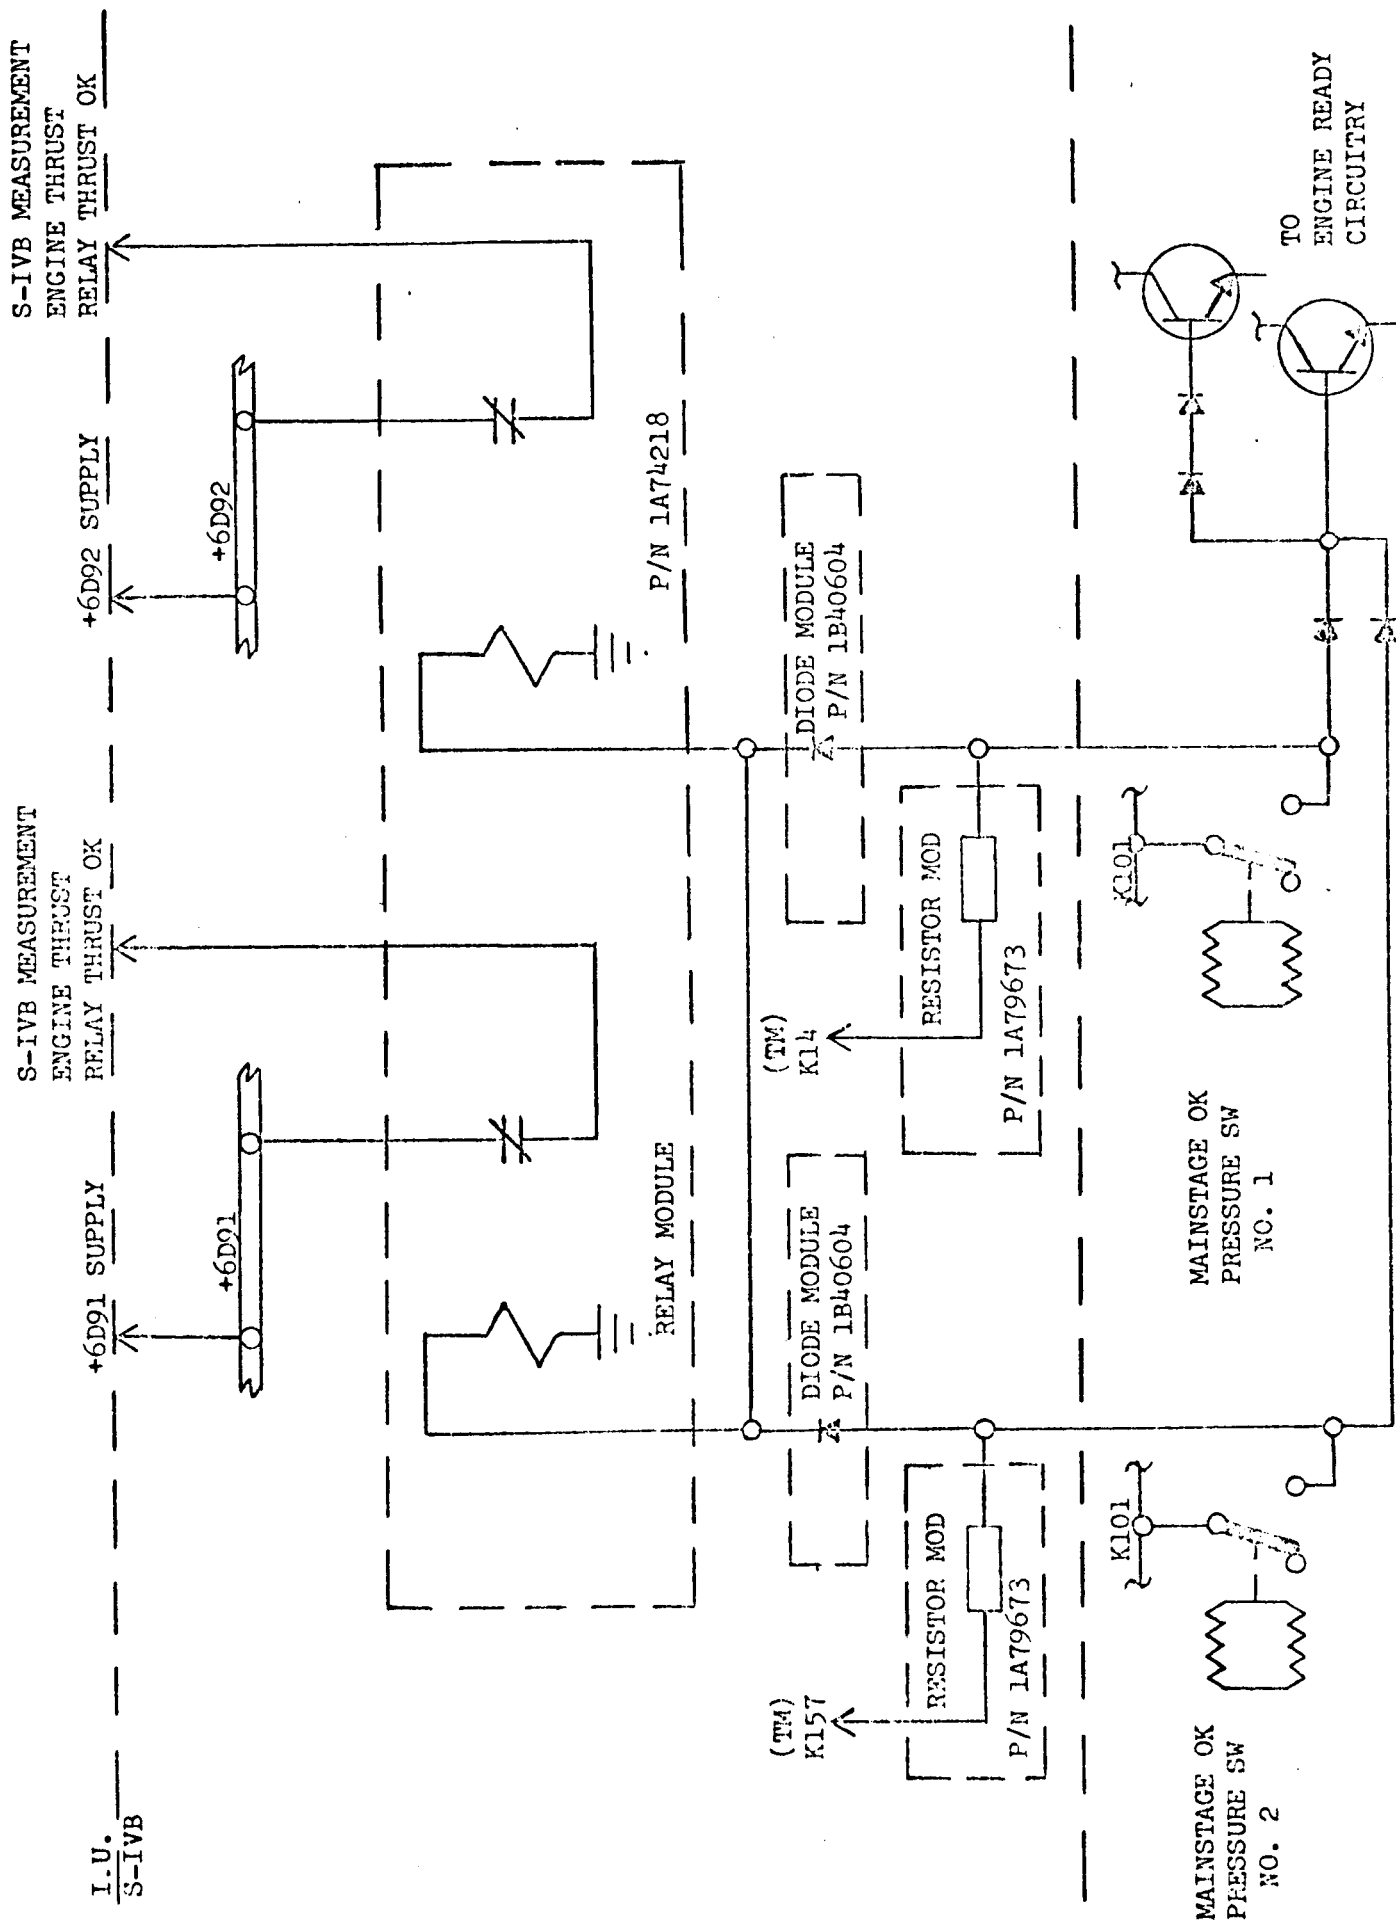 I.U.
S-IVB
+6D91 SUPPLY
S-IVB MEASUREMENT
ENGINE THRUST
RELAY THRUST OK
+6D92 SUPPLY
S-IVB MEASUREMENT
ENGINE THRUST
RELAY THRUST OK
+6D91
+6D92
RELAY MODULE
P/N 1A74218
DIODE MODULE
P/N 1B40604
DIODE MODULE
P/N 1B40604
(TM)
K157
RESISTOR MOD
P/N 1A79673
(TM)
K14
RESISTOR MOD
P/N 1A79673
K101
K101
MAINSTAGE OK
PRESSURE SW
NO. 2
MAINSTAGE OK
PRESSURE SW
NO. 1
TO
ENGINE READY
CIRCUITRY